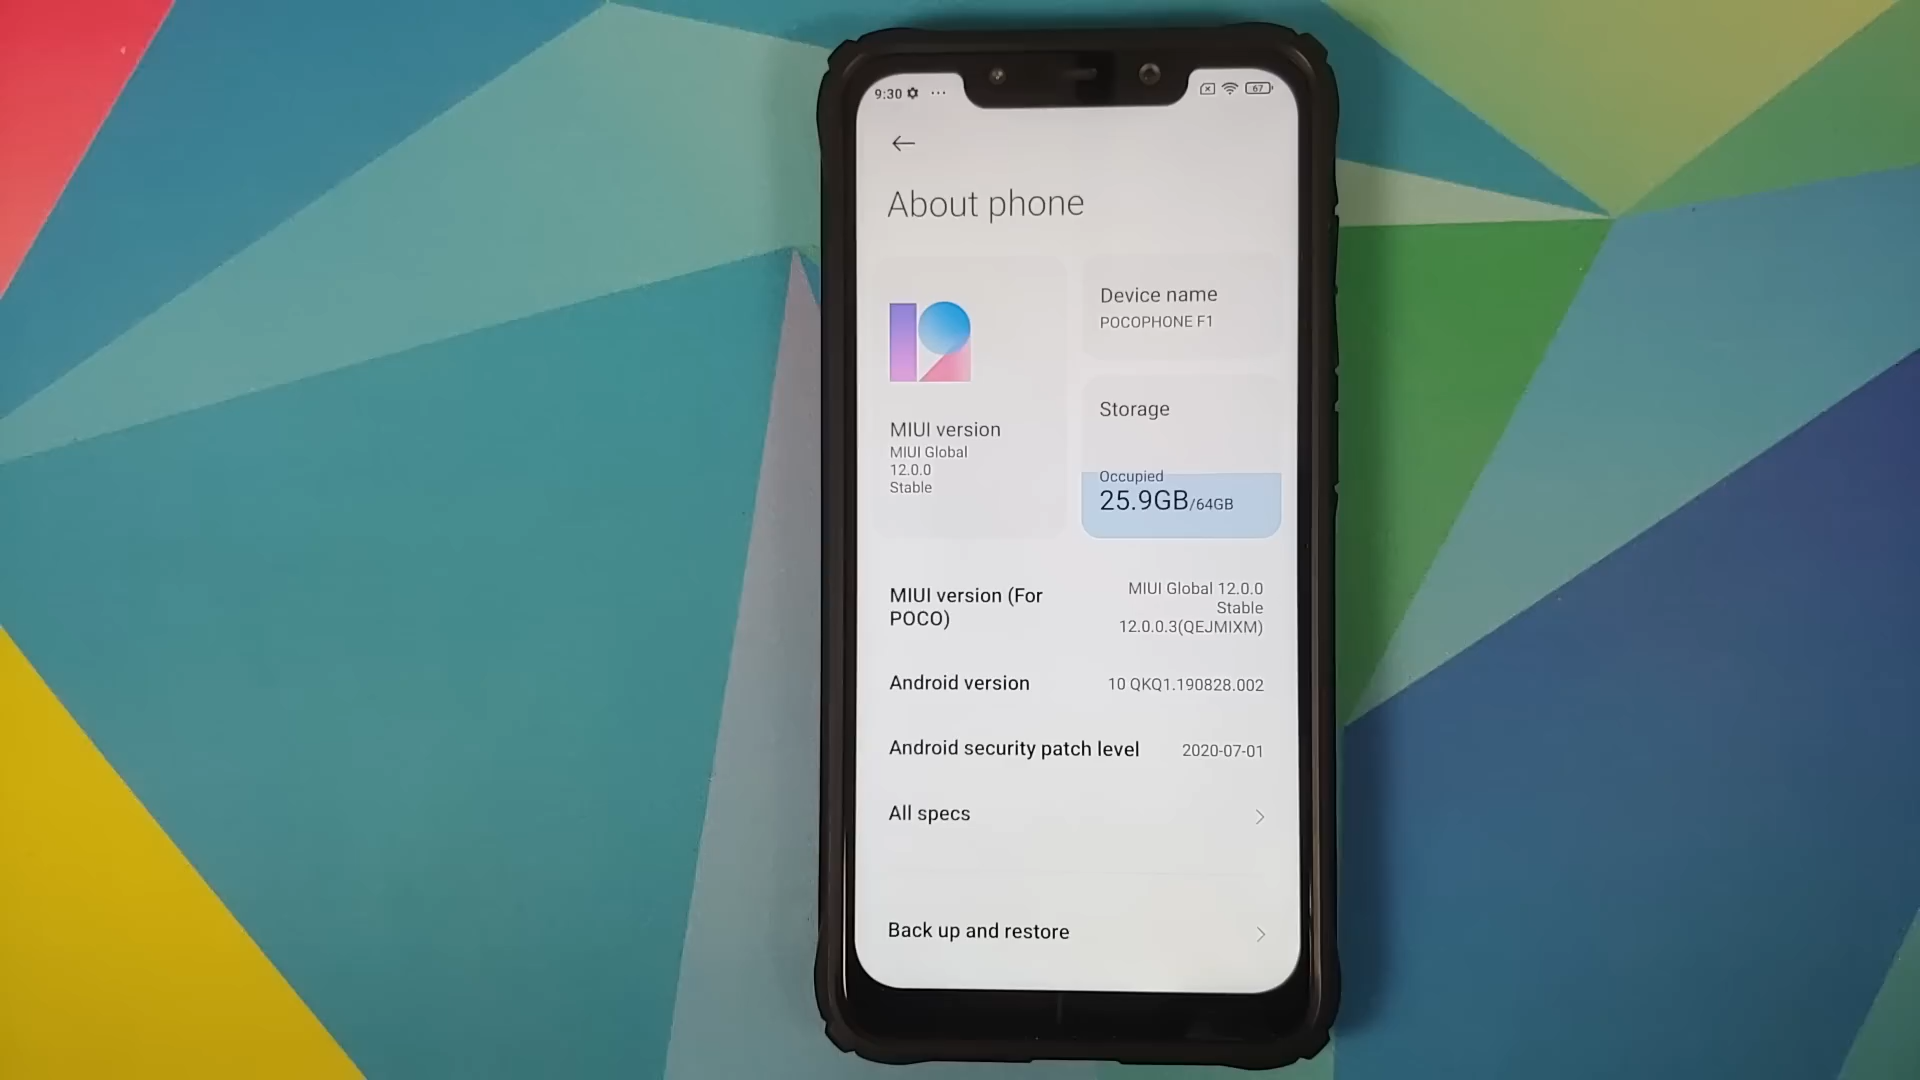 9:30
67
About phone
Device name
POCOPHONE F1
Storage
MIUI version
MIUI Global
12.0.0
Stable
Occupied
25.9GB/64GB
MIUI version (For
POCO)
MIUI Global 12.0.0
Stable
12.0.0.3(QEJMIXM)
Android version
10 QKQ1.190828.002
Android security patch level
2020-07-01
All specs
Back up and restore